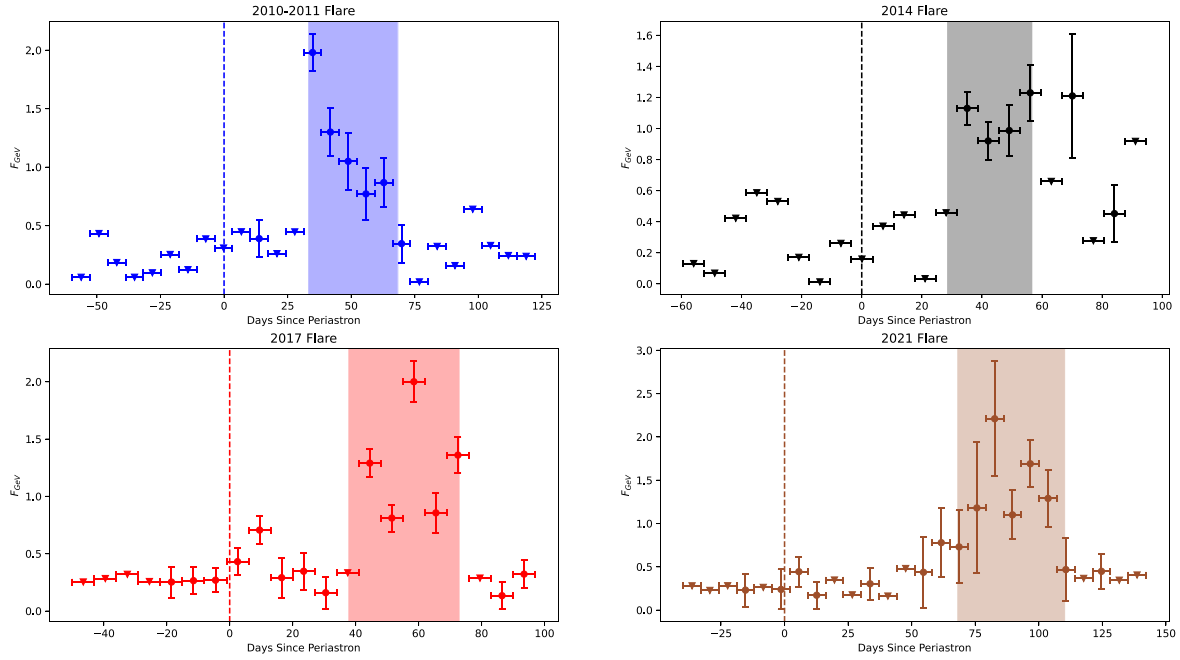 2010-2011 Flare
2.0
1.5
1.0
0.5
0.0
F_GeV
−50 −25 0 25 50 75 100 125
Days Since Periastron
2014 Flare
1.6
1.4
1.2
1.0
0.8
0.6
0.4
0.2
0.0
F_GeV
−60 −40 −20 0 20 40 60 80 100
Days Since Periastron
2017 Flare
2.0
1.5
1.0
0.5
0.0
F_GeV
−40 −20 0 20 40 60 80 100
Days Since Periastron
2021 Flare
3.0
2.5
2.0
1.5
1.0
0.5
0.0
F_GeV
−25 0 25 50 75 100 125 150
Days Since Periastron